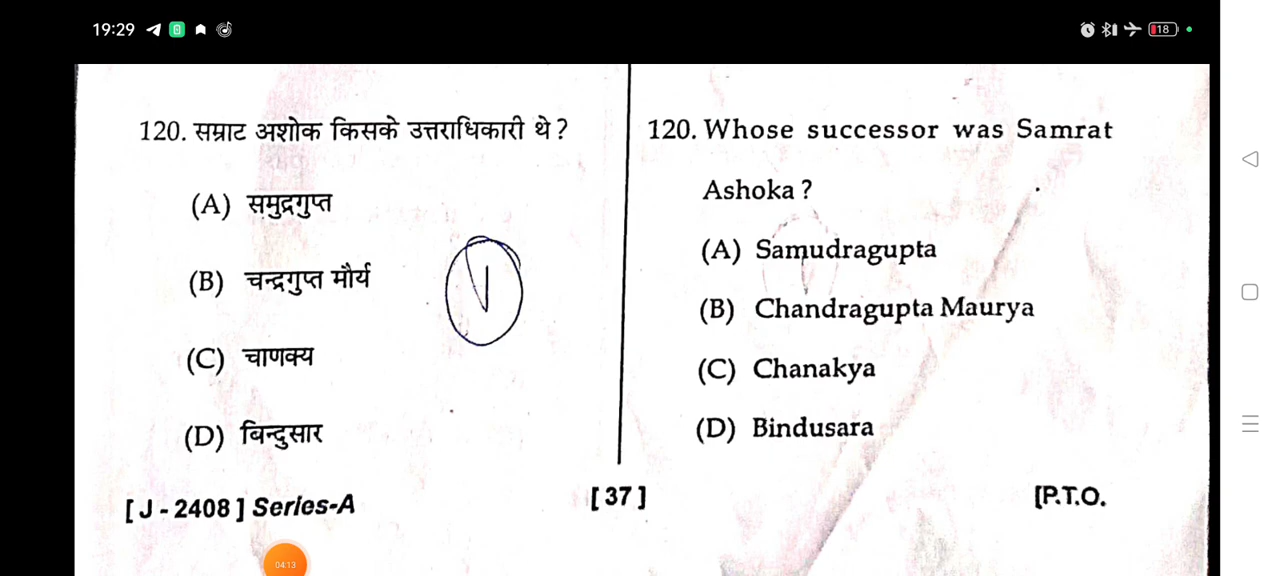 19:29
18
120. सम्राट अशोक किसके उत्तराधिकारी थे ?
(A) समुद्रगुप्त
(B) चन्द्रगुप्त मौर्य
(C) चाणक्य
(D) बिन्दुसार
[ J - 2408 ] Series-A
120. Whose successor was Samrat
Ashoka ?
(A) Samudragupta
(B) Chandragupta Maurya
(C) Chanakya
(D) Bindusara
[ 37 ]
[P.T.O.
04:13